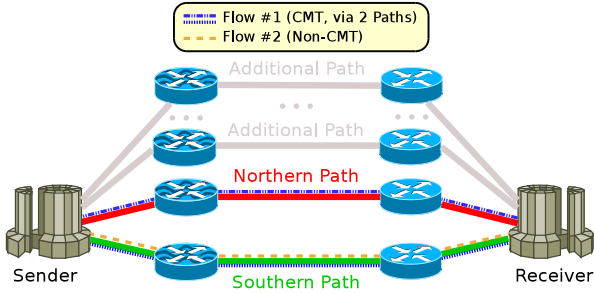 Flow #1 (CMT, via 2 Paths)
Flow #2 (Non-CMT)
Additional Path
Additional Path
Northern Path
Sender
Receiver
Southern Path